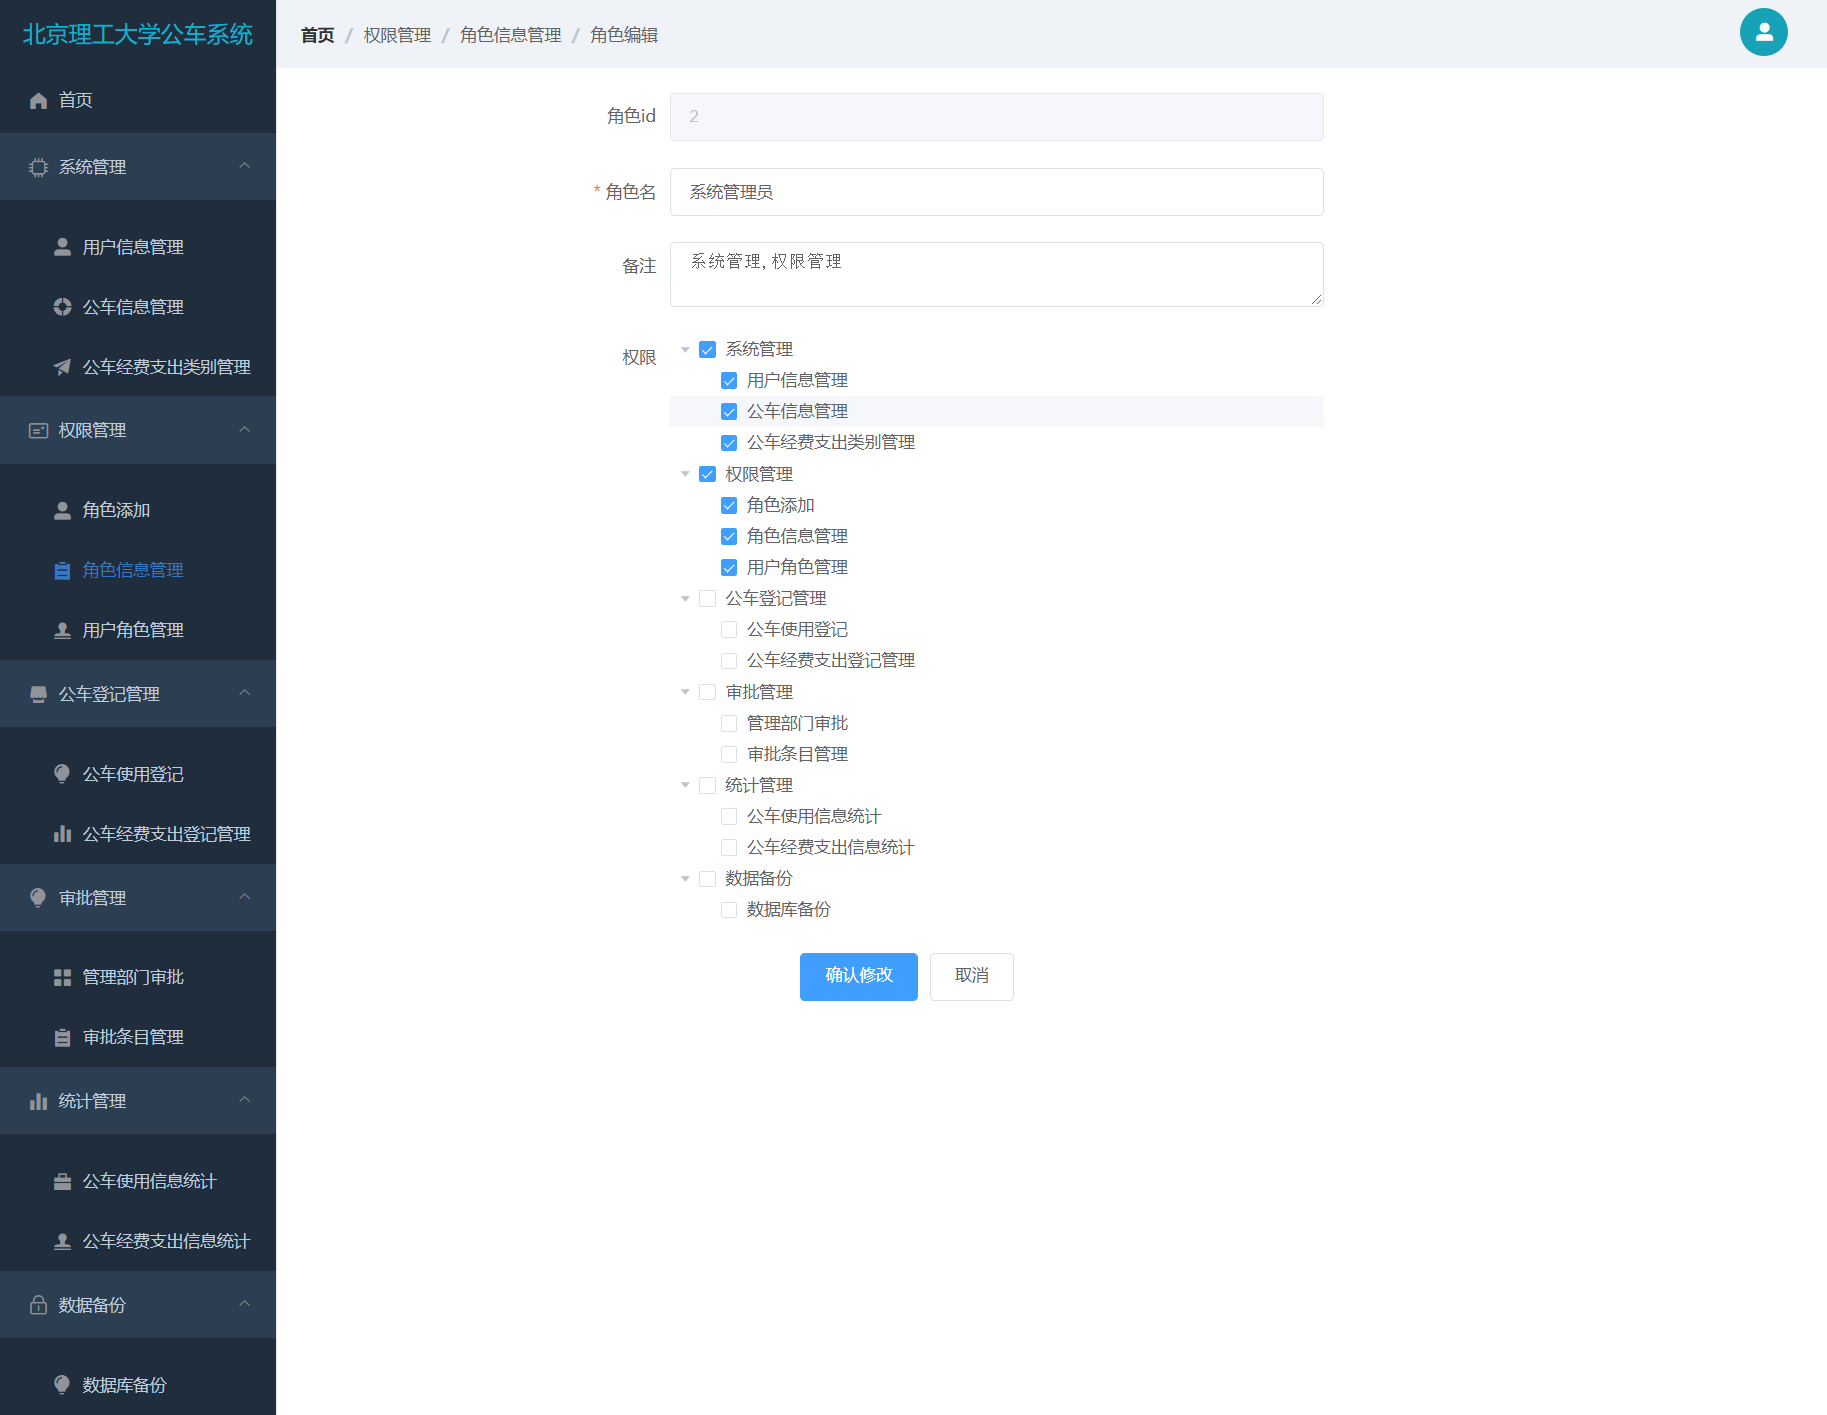 北京理工大学公车系统
首页
系统管理
用户信息管理
公车信息管理
公车经费支出类别管理
权限管理
角色添加
角色信息管理
用户角色管理
公车登记管理
公车使用登记
公车经费支出登记管理
审批管理
管理部门审批
审批条目管理
统计管理
公车使用信息统计
公车经费支出信息统计
数据备份
数据库备份
首页 / 权限管理 / 角色信息管理 / 角色编辑
角色id 2
* 角色名 系统管理员
备注 系统管理,权限管理
权限
系统管理
用户信息管理
公车信息管理
公车经费支出类别管理
权限管理
角色添加
角色信息管理
用户角色管理
公车登记管理
公车使用登记
公车经费支出登记管理
审批管理
管理部门审批
审批条目管理
统计管理
公车使用信息统计
公车经费支出信息统计
数据备份
数据库备份
确认修改 取消